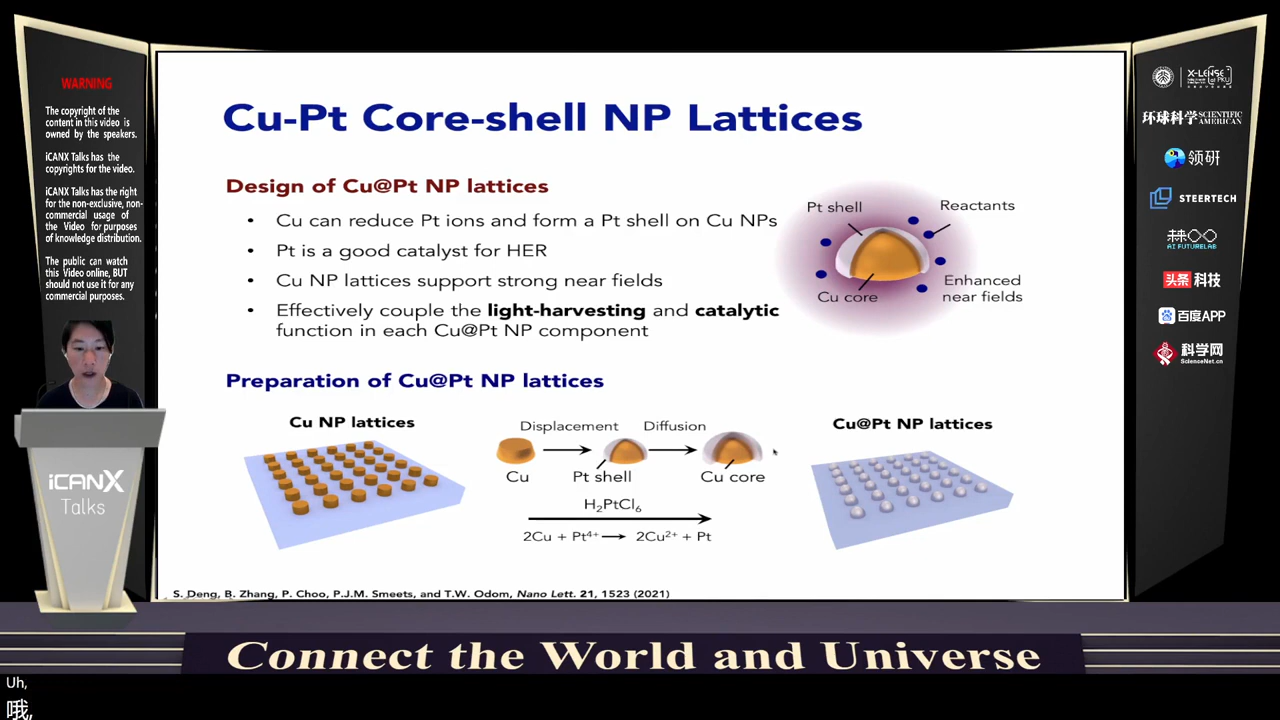 WARNING
The copyright of the
content in this video is
owned by the speakers.
iCANX Talks has the
copyrights for the video.
iCANX Talks has the right
for the non-exclusive, non-
commercial usage of
the Video for purposes
of knowledge distribution.
The public can watch
this Video online, BUT
should not use it for any
commercial purposes.
iCANX
Talks
Cu-Pt Core-shell NP Lattices
Design of Cu@Pt NP lattices
• Cu can reduce Pt ions and form a Pt shell on Cu NPs
• Pt is a good catalyst for HER
• Cu NP lattices support strong near fields
• Effectively couple the light-harvesting and catalytic
function in each Cu@Pt NP component
Pt shell
Reactants
Cu core
Enhanced
near fields
Preparation of Cu@Pt NP lattices
Cu NP lattices
Displacement
Diffusion
Cu
Pt shell
Cu core
H₂PtCl₆
2Cu + Pt⁴⁺ → 2Cu²⁺ + Pt
Cu@Pt NP lattices
S. Deng, B. Zhang, P. Choo, P.J.M. Smeets, and T.W. Odom, Nano Lett. 21, 1523 (2021)
X-LENSE
PKU
环球科学 SCIENTIFIC
AMERICAN
领研
STEERTECH
AI FUTURELAB
头条 科技
百度APP
科学网
ScienceNet.cn
Connect the World and Universe
Uh,
哦,